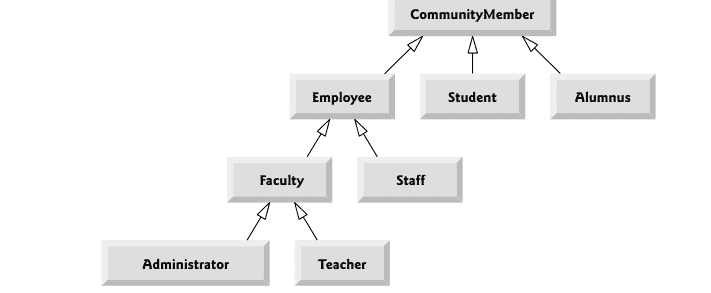 CommunityMember
Employee
Student
Alumnus
Faculty
Staff
Administrator
Teacher